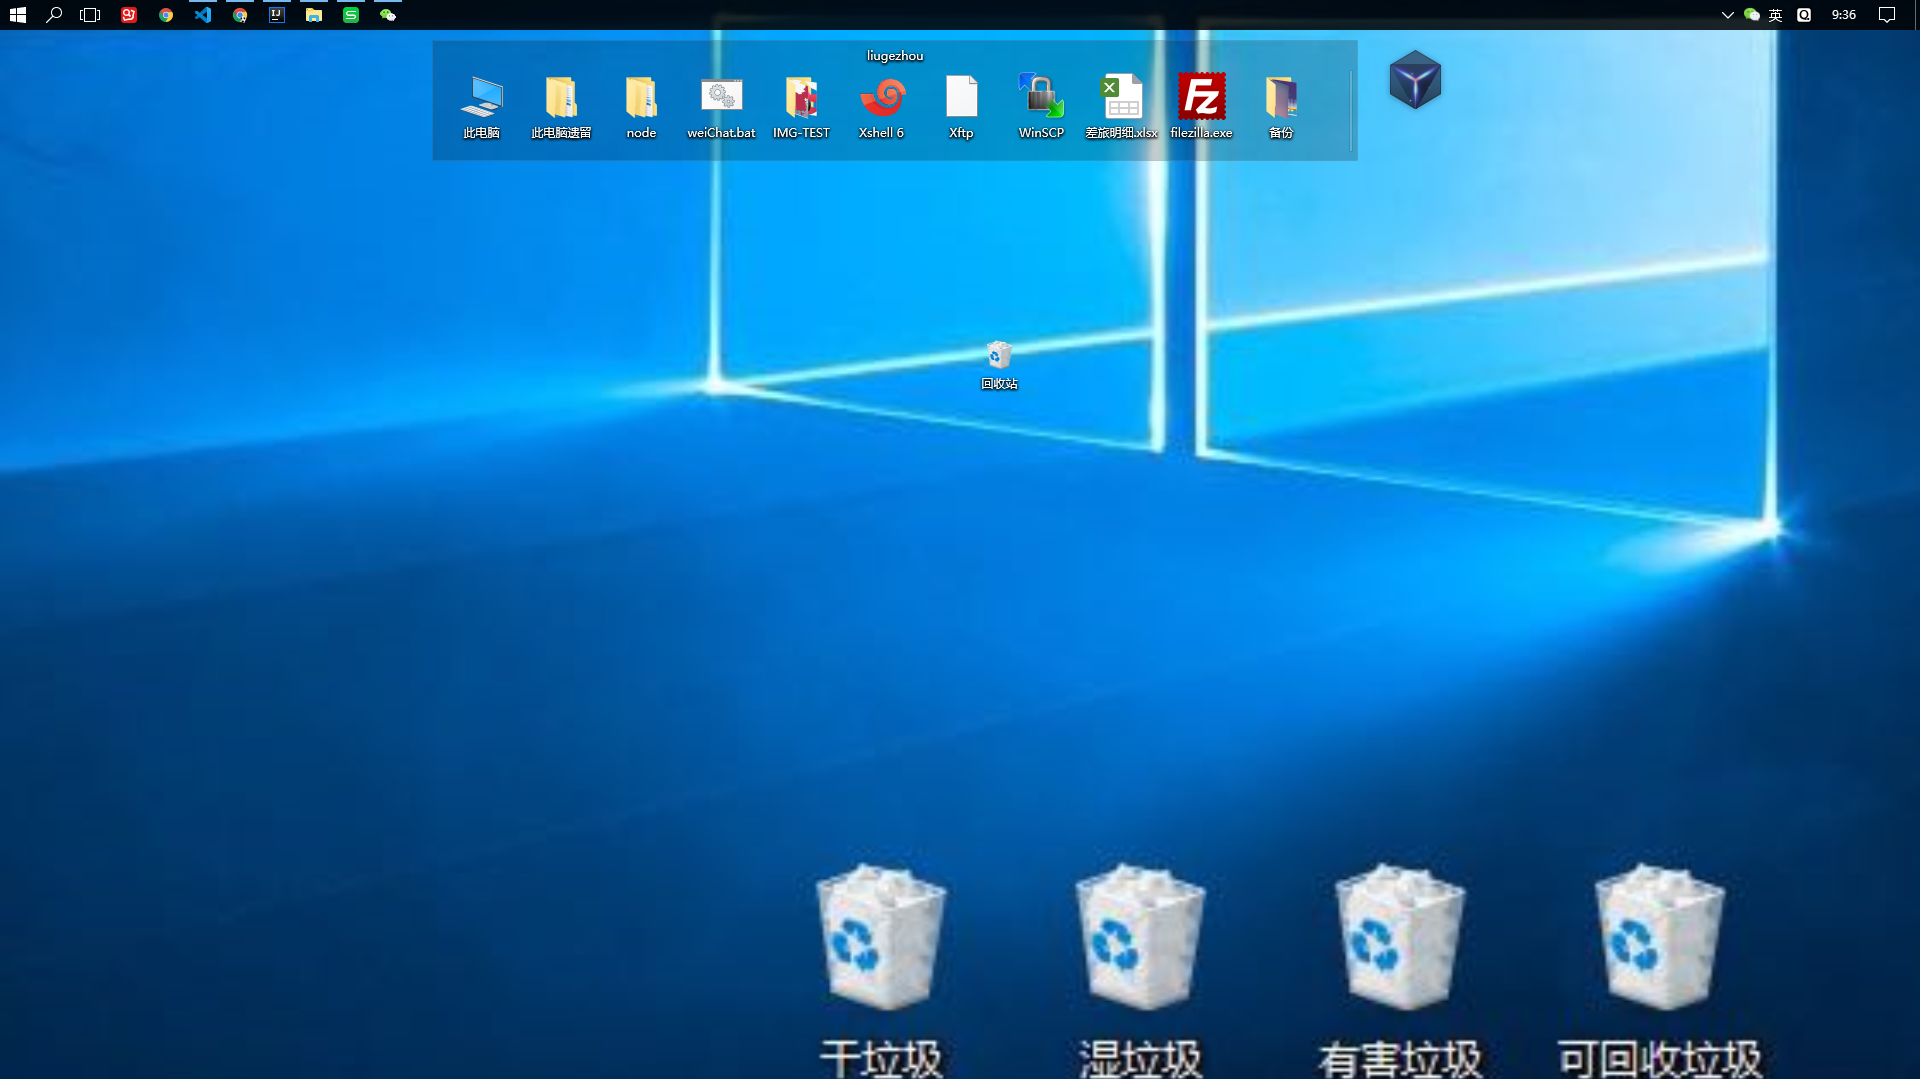 英
9:36
liugezhou
此电脑
此电脑遗留
node
weiChat.bat
IMG-TEST
Xshell 6
Xftp
WinSCP
差旅明细.xlsx
filezilla.exe
备份
回收站
干垃圾
湿垃圾
有害垃圾
可回收垃圾